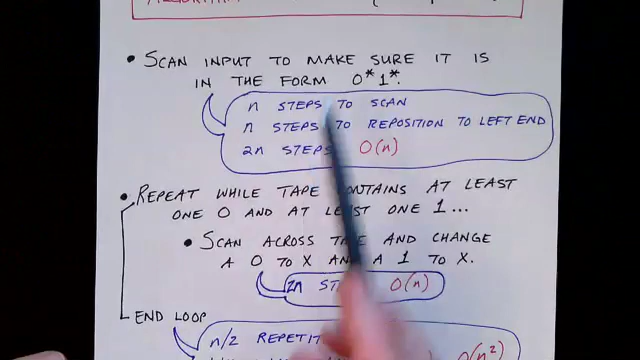 ALGORITHM
• SCAN INPUT TO MAKE SURE IT IS
IN THE FORM 0*1*.
n STEPS TO SCAN
n STEPS TO REPOSITION TO LEFT END
2n STEPS O(n)
• REPEAT WHILE TAPE CONTAINS AT LEAST
ONE 0 AND AT LEAST ONE 1...
• SCAN ACROSS AND CHANGE
A 0 TO X AND A 1 TO X.
2n O(n)
END LOOP
n/2
O(n²)